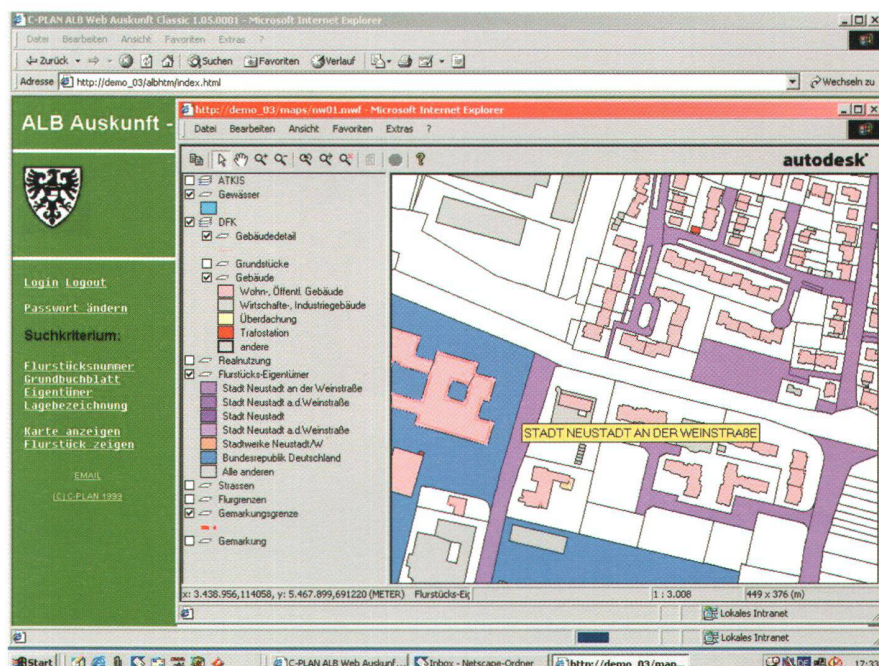 C-PLAN ALB Web Auskunft Classic 1.05.0001 - Microsoft Internet Explorer
Datei Bearbeiten Ansicht Favoriten Extras ?
Zurück Suchen Favoriten Verlauf
Adresse http://demo_03/albhtm/index.html Wechseln zu
ALB Auskunft -
http://demo_03/maps/nw01.mwf - Microsoft Internet Explorer
Datei Bearbeiten Ansicht Favoriten Extras ?
autodesk
ATKIS
Gewässer
DFK
Gebäudedetail
Grundstücke
Gebäude
Wohn-, Öffentl. Gebäude
Wirtschafts-, Industriegebäude
Überdachung
Trafostation
andere
Realnutzung
Flurstücks-Eigentümer
Stadt Neustadt an der Weinstraße
Stadt Neustadt a.d.Weinstraße
Stadt Neustadt
Stadt Neustadt a.d.Weinstraße
Stadtwerke Neustadt/W
Bundesrepublik Deutschland
Alle anderen
Strassen
Flurgrenzen
Gemarkungsgrenze
Gemarkung
Login Logout
Passwort ändern
Suchkriterium:
Flurstücksnummer
Grundbuchblatt
Eigentümer
Lagebezeichnung
Karte anzeigen
Flurstück zeigen
EMAIL
(C)C-PLAN 1999
STADT NEUSTADT AN DER WEINSTRAßE
x: 3.438.956,114058, y: 5.467.899,691220 (METER) Flurstücks-Eig 1 : 3.008 449 x 376 (m)
Lokales Intranet
Lokales Intranet
Start C-PLAN ALB Web Auskunf... Inbox - Netscape-Ordner http://demo_03/map...